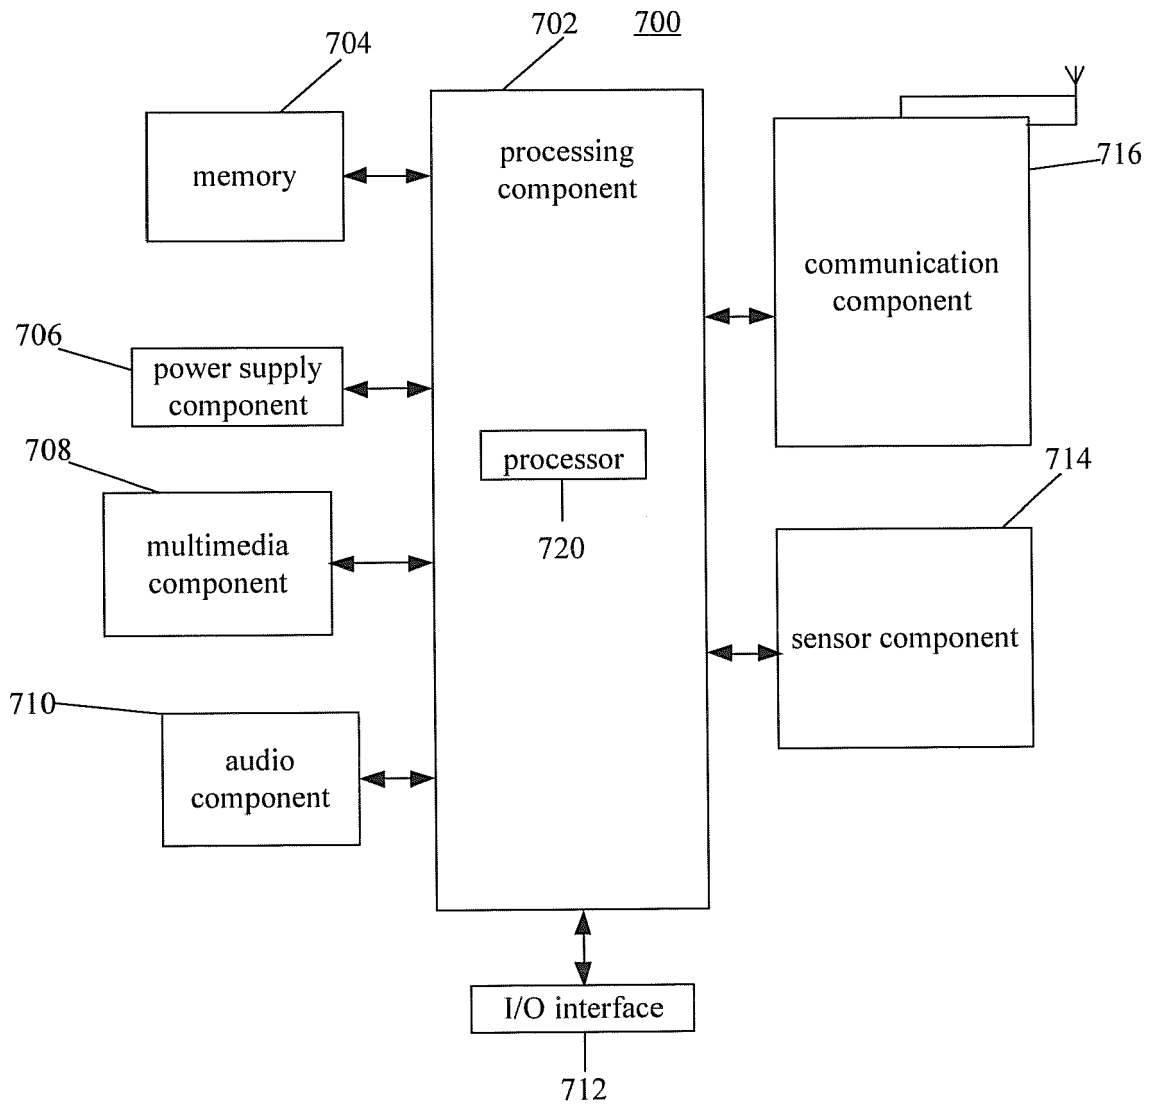 702
700
704
memory
processing
component
716
communication
component
706
power supply
component
708
processor
714
720
multimedia
component
sensor component
710
audio
component
I/O interface
712